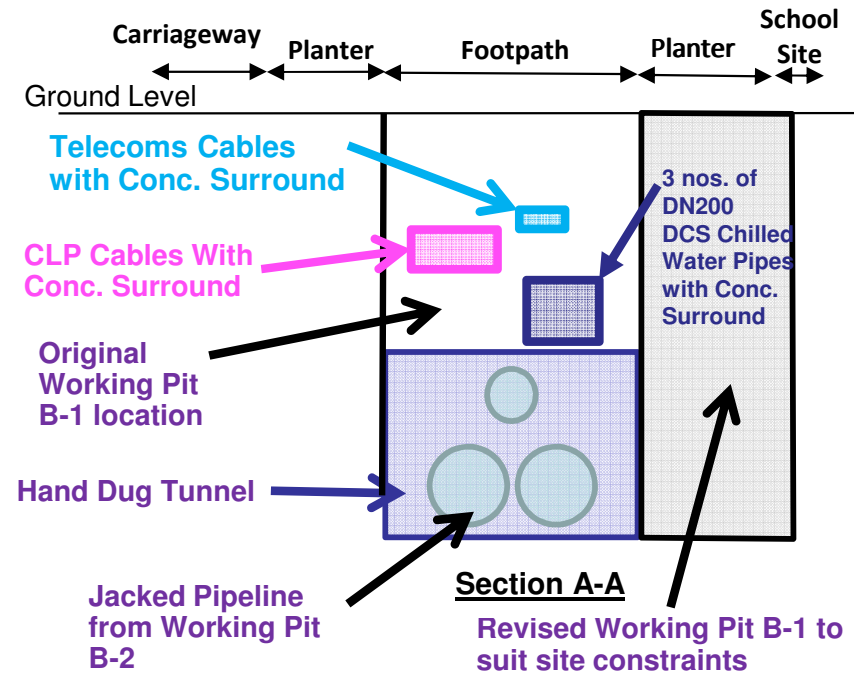 Carriageway
Planter
Footpath
Planter
School
Site
Ground Level
Telecoms Cables
with Conc. Surround
3 nos. of
DN200
DCS Chilled
Water Pipes
with Conc.
Surround
CLP Cables With
Conc. Surround
Original
Working Pit
B-1 location
Hand Dug Tunnel
Section A-A
Jacked Pipeline
from Working Pit
B-2
Revised Working Pit B-1 to
suit site constraints